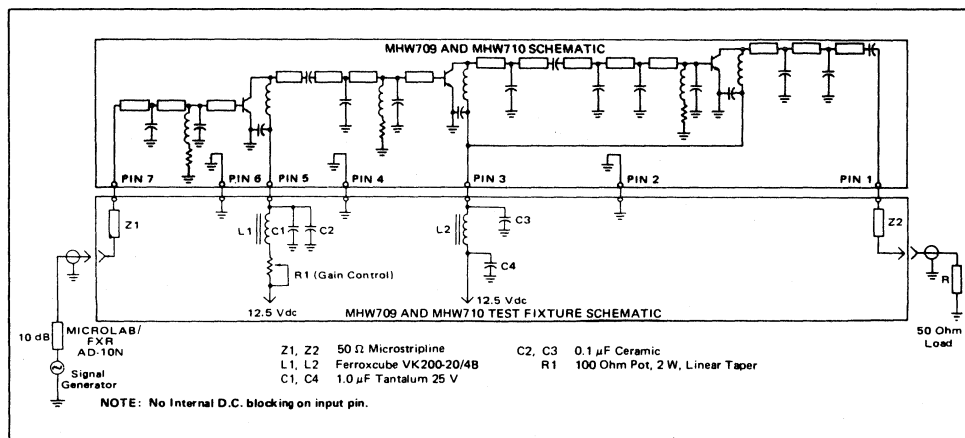 MHW709 AND MHW710 SCHEMATIC
PIN 7
PIN 6
PIN 5
PIN 4
PIN 3
PIN 2
PIN 1
Z1
L1
C1
C2
L2
C3
Z2
C4
R1 (Gain Control)
R
12.5 Vdc
12.5 Vdc
MHW709 AND MHW710 TEST FIXTURE SCHEMATIC
50 Ohm
Load
10 dB
MICROLAB/
FXR
AD-10N
Signal
Generator
Z1, Z2 50 Ω Microstripline
L1, L2 Ferroxcube VK200-20/4B
C1, C4 1.0 μF Tantalum 25 V
C2, C3 0.1 μF Ceramic
R1 100 Ohm Pot, 2 W, Linear Taper
NOTE: No Internal D.C. blocking on input pin.